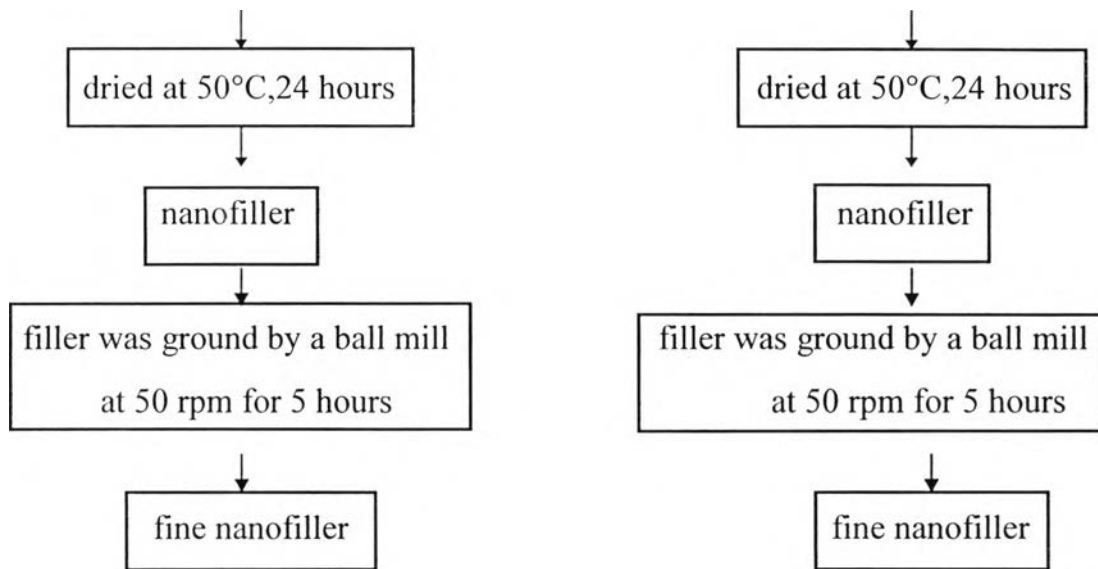 dried at 50°C,24 hours
nanofiller
filler was ground by a ball mill
at 50 rpm for 5 hours
fine nanofiller
dried at 50°C,24 hours
nanofiller
filler was ground by a ball mill
at 50 rpm for 5 hours
fine nanofiller